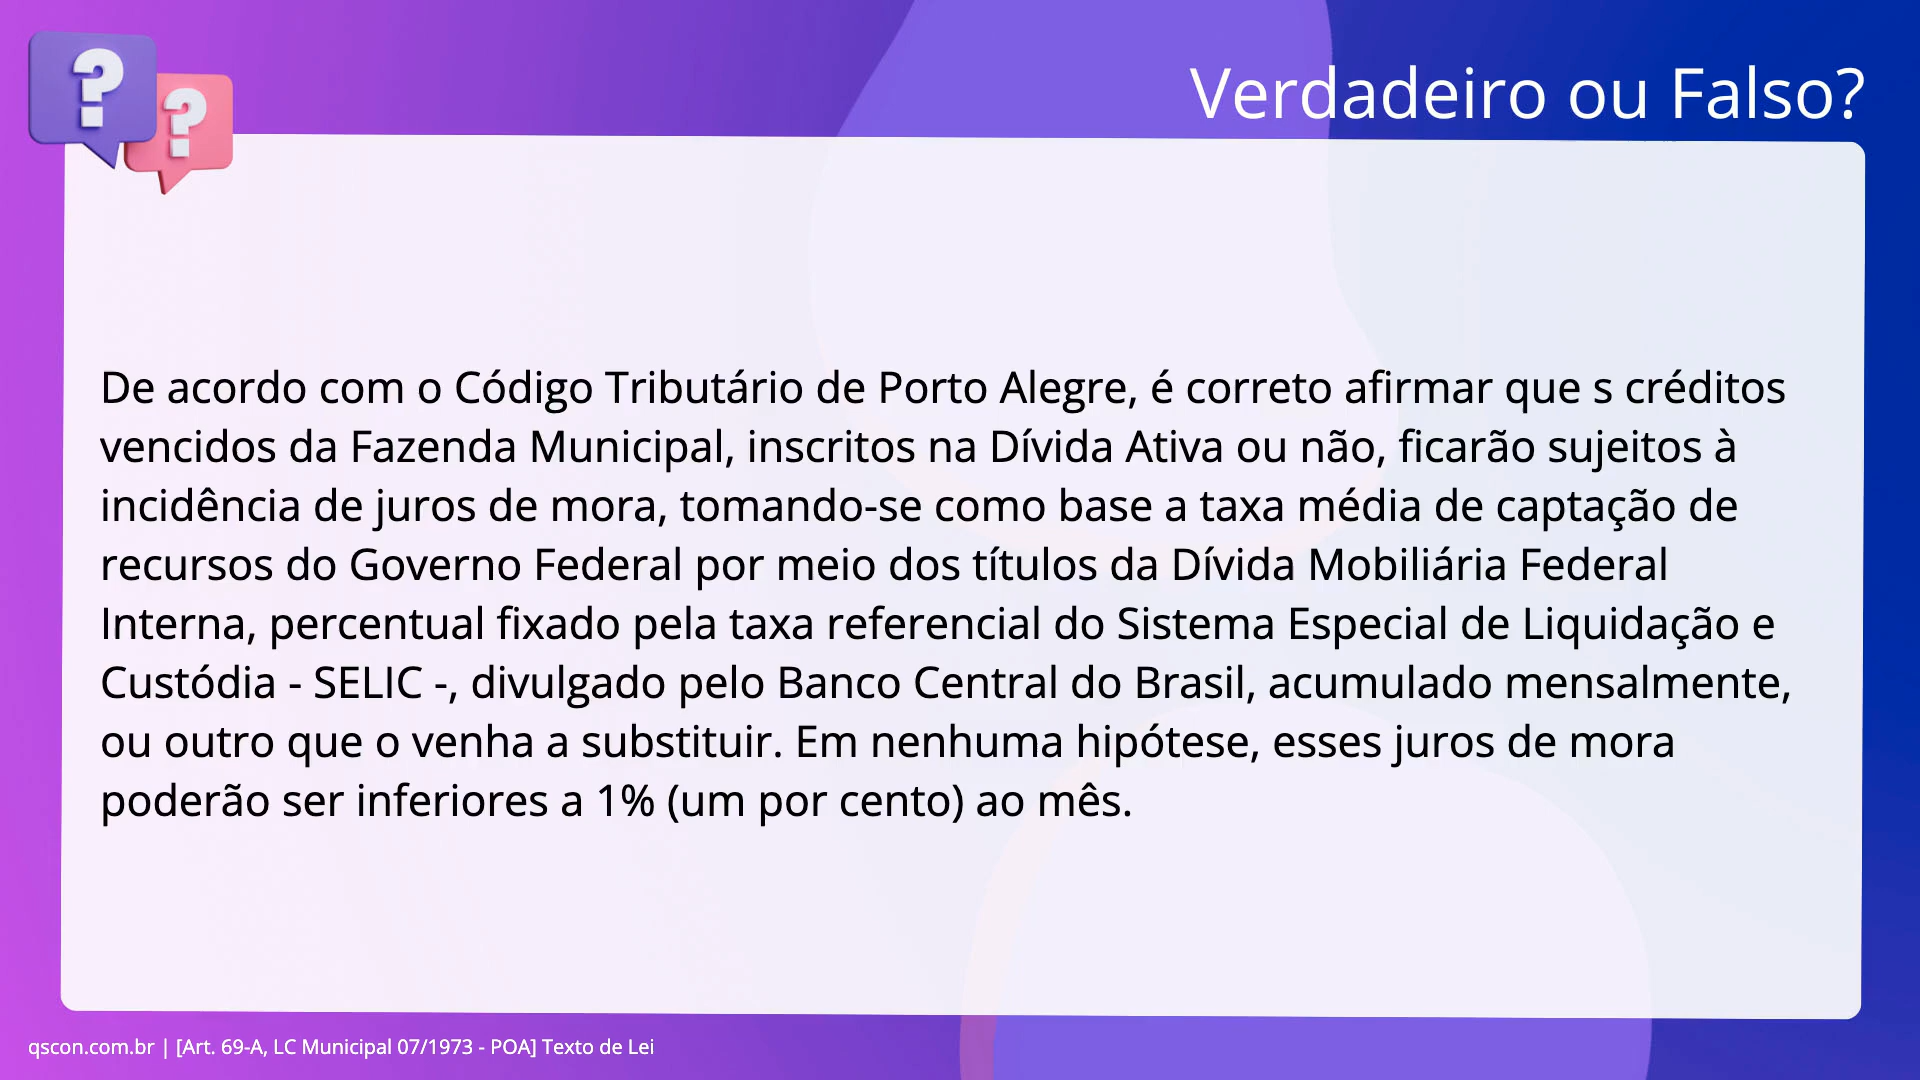 Verdadeiro ou Falso?
De acordo com o Código Tributário de Porto Alegre, é correto afirmar que s créditos
vencidos da Fazenda Municipal, inscritos na Dívida Ativa ou não, ficarão sujeitos à
incidência de juros de mora, tomando-se como base a taxa média de captação de
recursos do Governo Federal por meio dos títulos da Dívida Mobiliária Federal
Interna, percentual fixado pela taxa referencial do Sistema Especial de Liquidação e
Custódia - SELIC -, divulgado pelo Banco Central do Brasil, acumulado mensalmente,
ou outro que o venha a substituir. Em nenhuma hipótese, esses juros de mora
poderão ser inferiores a 1% (um por cento) ao mês.
qscon.com.br | [Art. 69-A, LC Municipal 07/1973 - POA] Texto de Lei